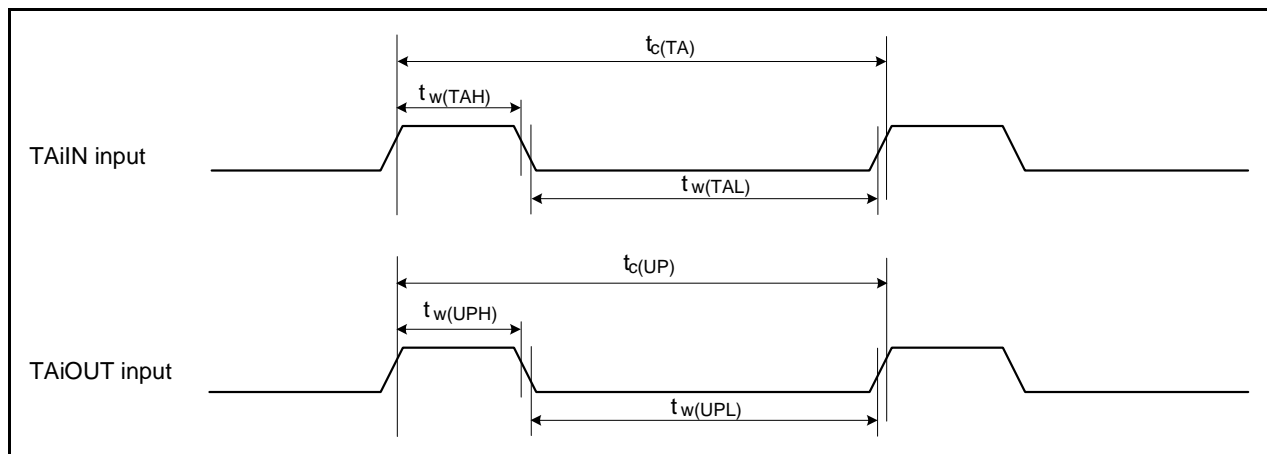 tc(TA)
tw(TAH)
TAiIN input
tw(TAL)
tc(UP)
tw(UPH)
TAiOUT input
tw(UPL)